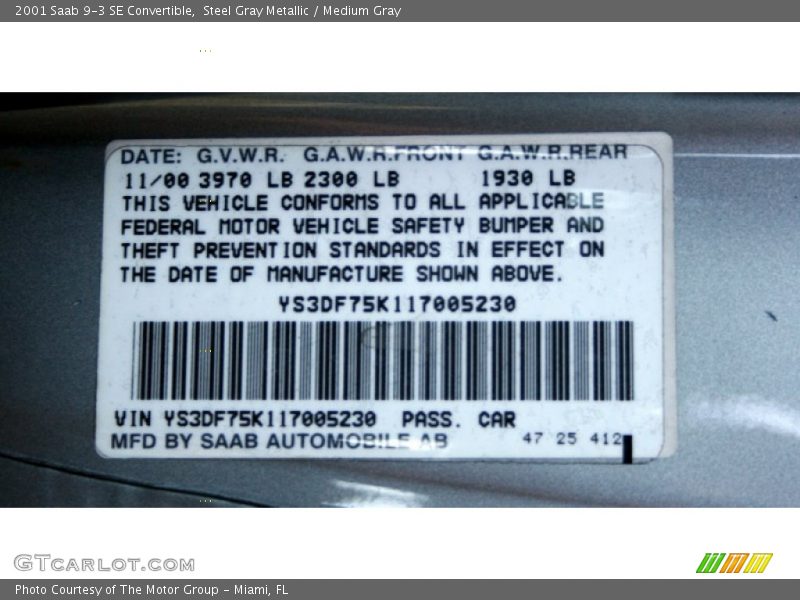 2001 Saab 9-3 SE Convertible, Steel Gray Metallic / Medium Gray
DATE: G.V.W.R. G.A.W.R.FRONT G.A.W.R.REAR
11/00 3970 LB 2300 LB 1930 LB
THIS VEHICLE CONFORMS TO ALL APPLICABLE
FEDERAL MOTOR VEHICLE SAFETY BUMPER AND
THEFT PREVENTION STANDARDS IN EFFECT ON
THE DATE OF MANUFACTURE SHOWN ABOVE.
YS3DF75K117005230
VIN YS3DF75K117005230 PASS. CAR
MFD BY SAAB AUTOMOBILE AB 47 25 412
GTCARLOT.COM
Photo Courtesy of The Motor Group - Miami, FL